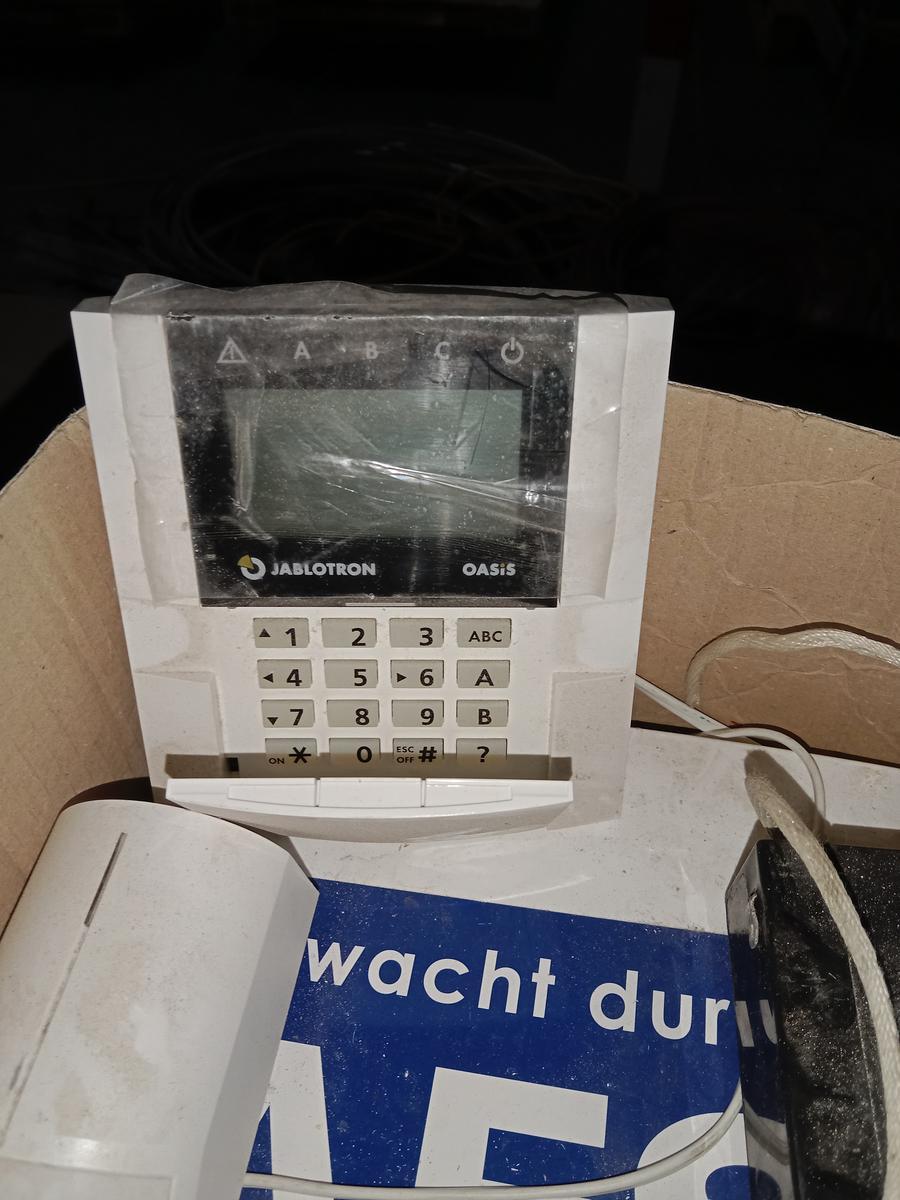 A B C
JABLOTRON OASiS
1 2 3 ABC
4 5 6 A
7 8 9 B
ON * 0 ESC OFF # ?
wacht dur